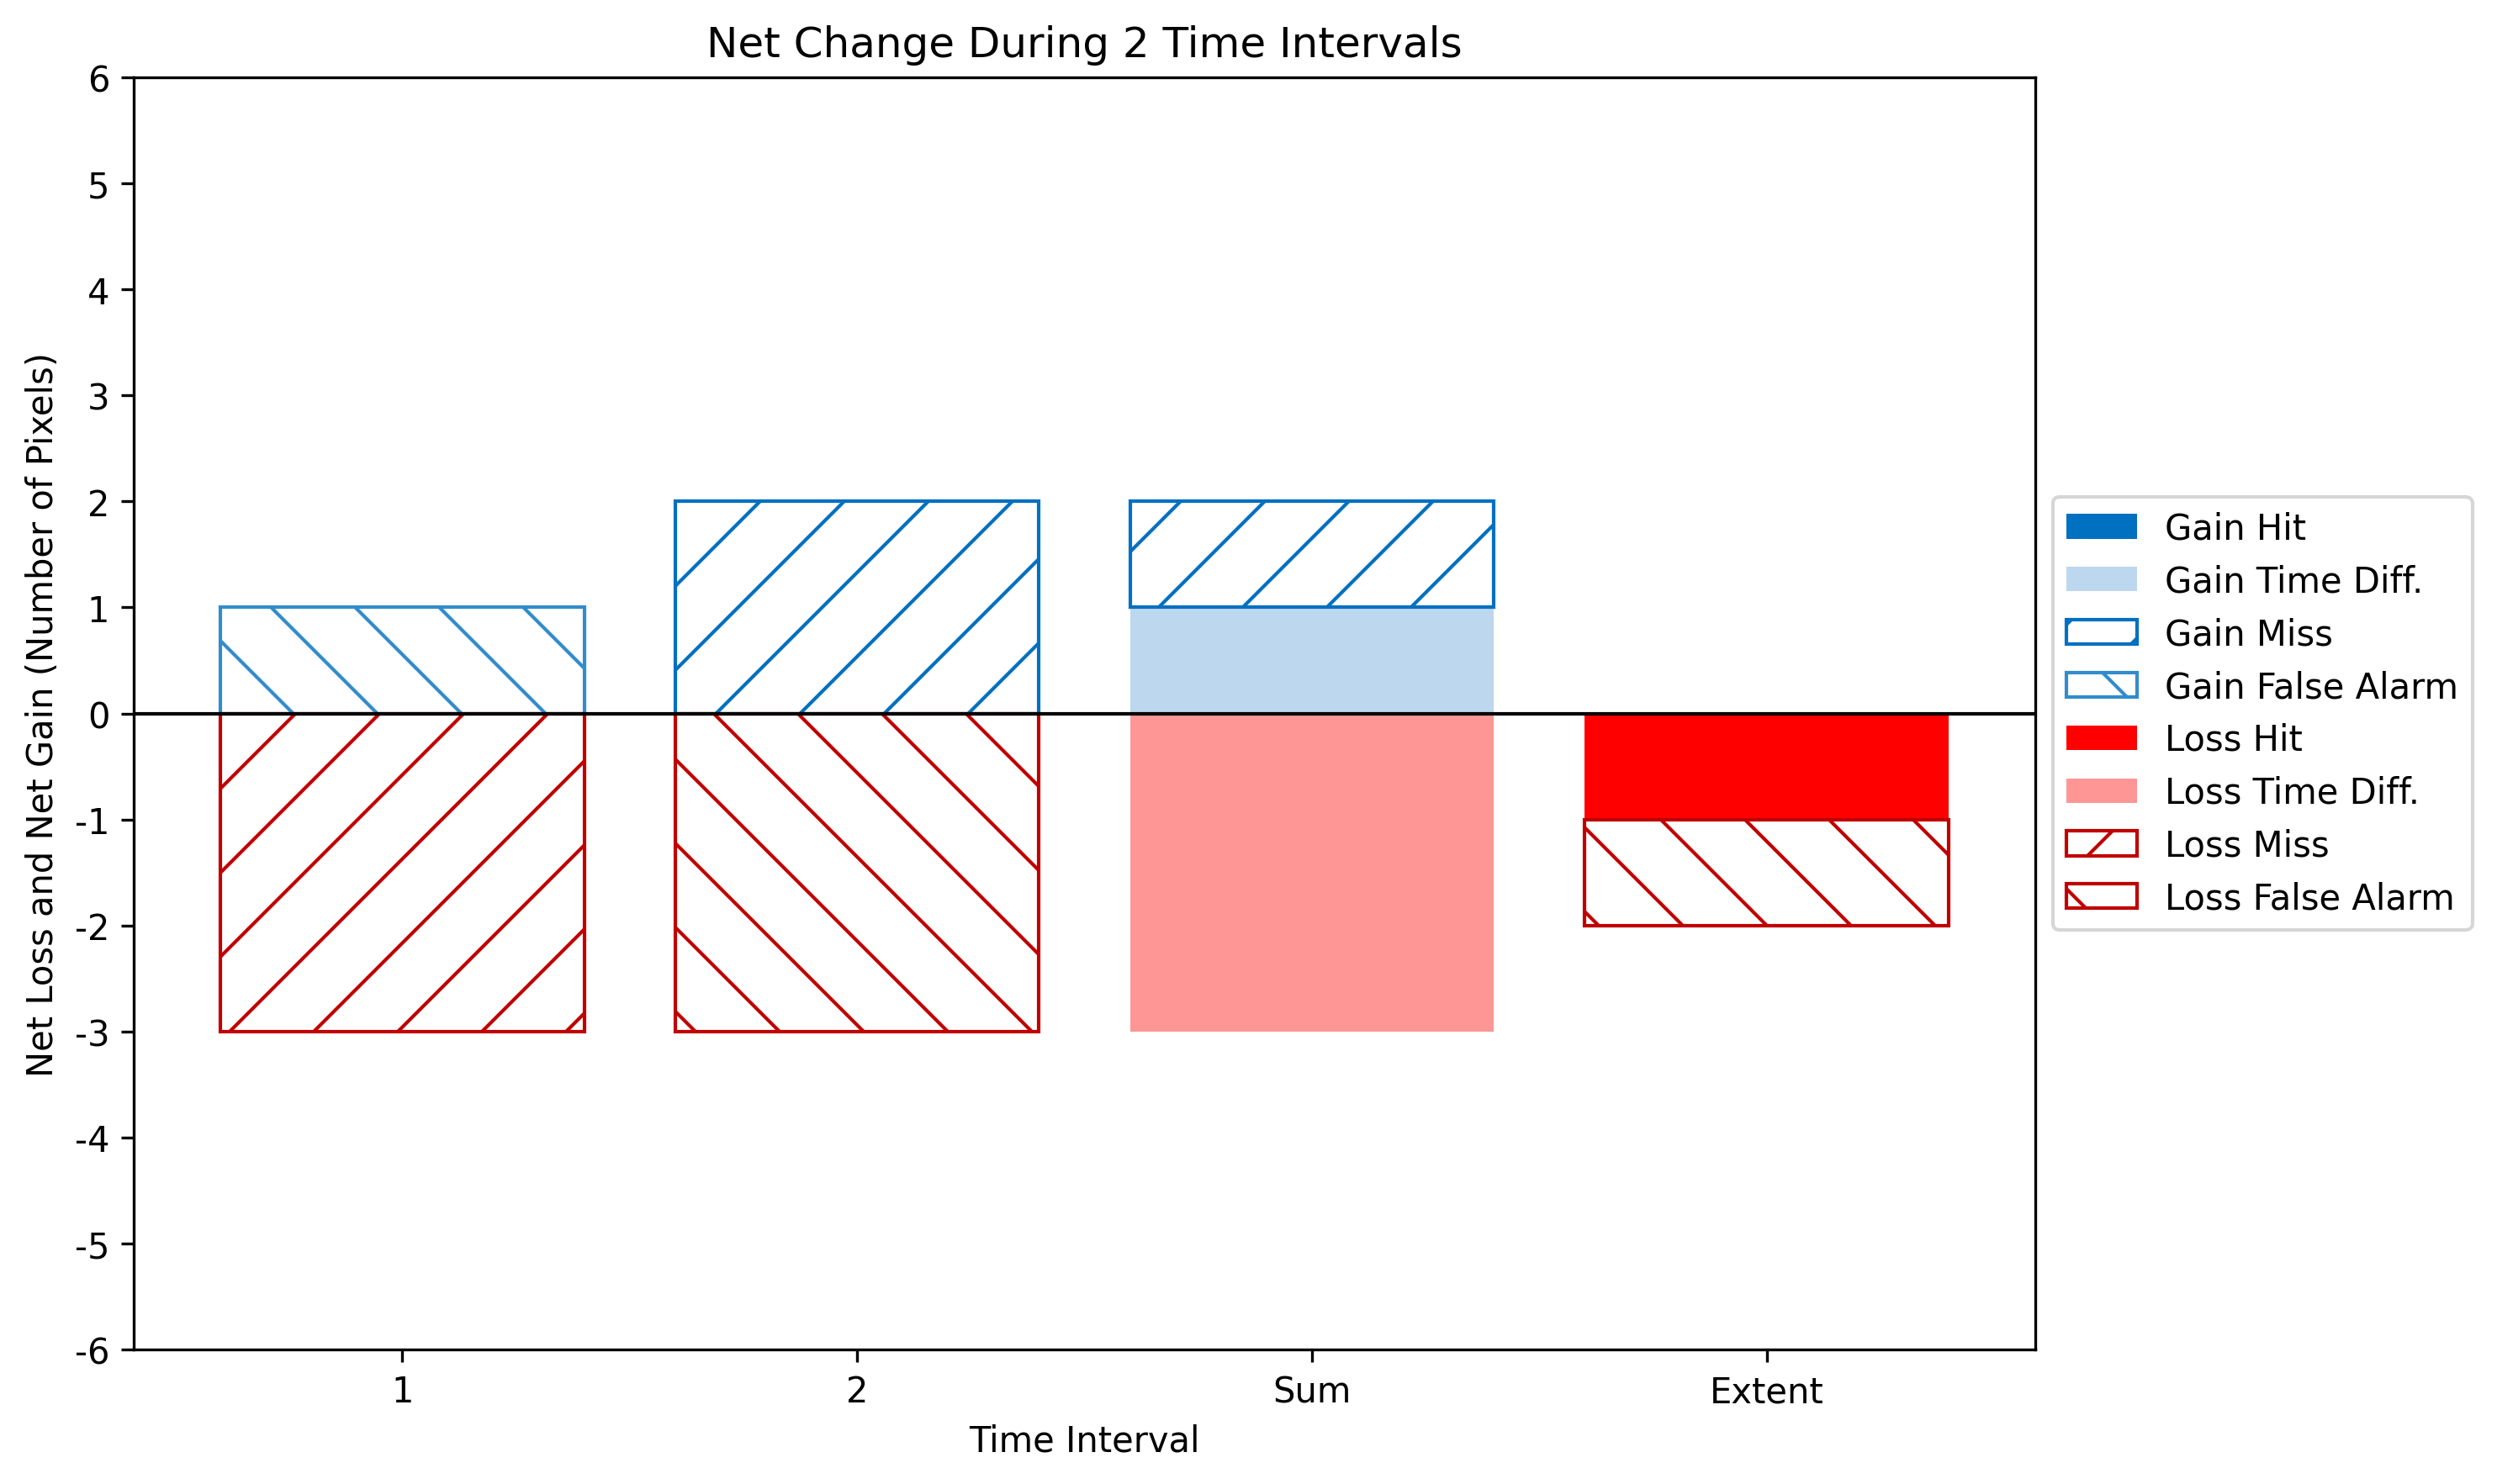 Net Change During 2 Time Intervals
Net Loss and Net Gain (Number of Pixels)
6
5
4
3
2
1
0
-1
-2
-3
-4
-5
-6
1
2
Sum
Extent
Time Interval
Gain Hit
Gain Time Diff.
Gain Miss
Gain False Alarm
Loss Hit
Loss Time Diff.
Loss Miss
Loss False Alarm